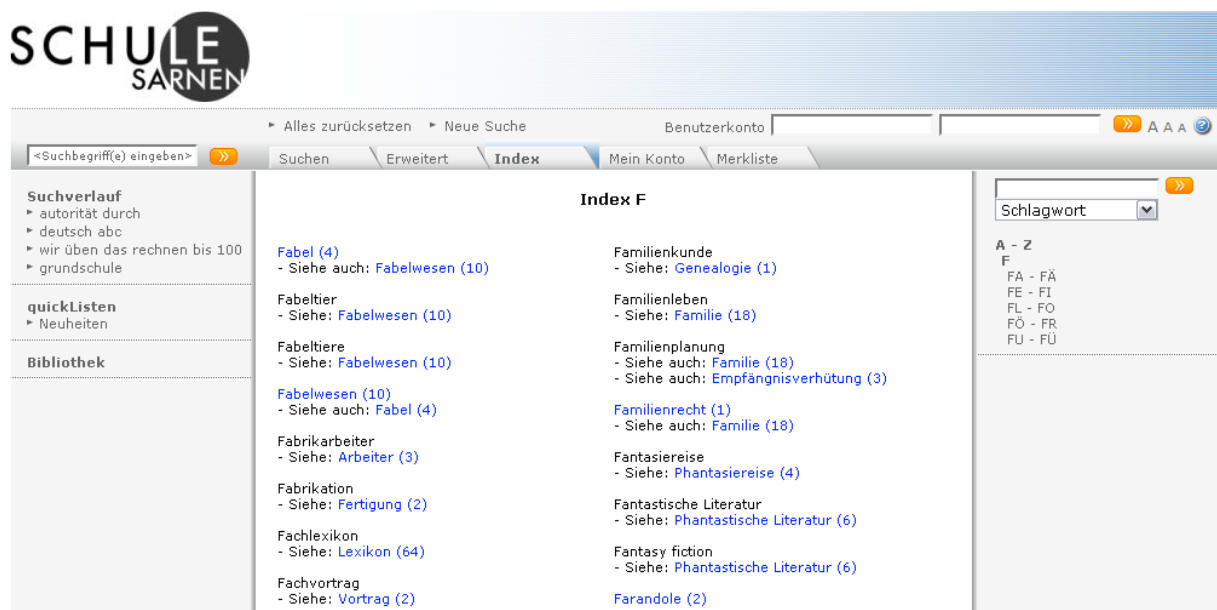 SCHULE
SARNEN
Alles zurücksetzen Neue Suche Benutzerkonto A A A ?
<Suchbegriff(e) eingeben> Suchen Erweitert Index Mein Konto Merkliste
Suchverlauf
autorität durch
deutsch abc
wir üben das rechnen bis 100
grundschule
quickListen
Neuheiten
Bibliothek
Index F
Fabel (4)
- Siehe auch: Fabelwesen (10)
Fabeltier
- Siehe: Fabelwesen (10)
Fabeltiere
- Siehe: Fabelwesen (10)
Fabelwesen (10)
- Siehe auch: Fabel (4)
Fabrikarbeiter
- Siehe: Arbeiter (3)
Fabrikation
- Siehe: Fertigung (2)
Fachlexikon
- Siehe: Lexikon (64)
Fachvortrag
- Siehe: Vortrag (2)
Familienkunde
- Siehe: Genealogie (1)
Familienleben
- Siehe: Familie (18)
Familienplanung
- Siehe auch: Familie (18)
- Siehe auch: Empfängnisverhütung (3)
Familienrecht (1)
- Siehe auch: Familie (18)
Fantasiereise
- Siehe: Phantasiereise (4)
Fantastische Literatur
- Siehe: Phantastische Literatur (6)
Fantasy fiction
- Siehe: Phantastische Literatur (6)
Farandole (2)
Schlagwort
A - Z
F
FA - FÄ
FE - FI
FL - FO
FÖ - FR
FU - FÜ